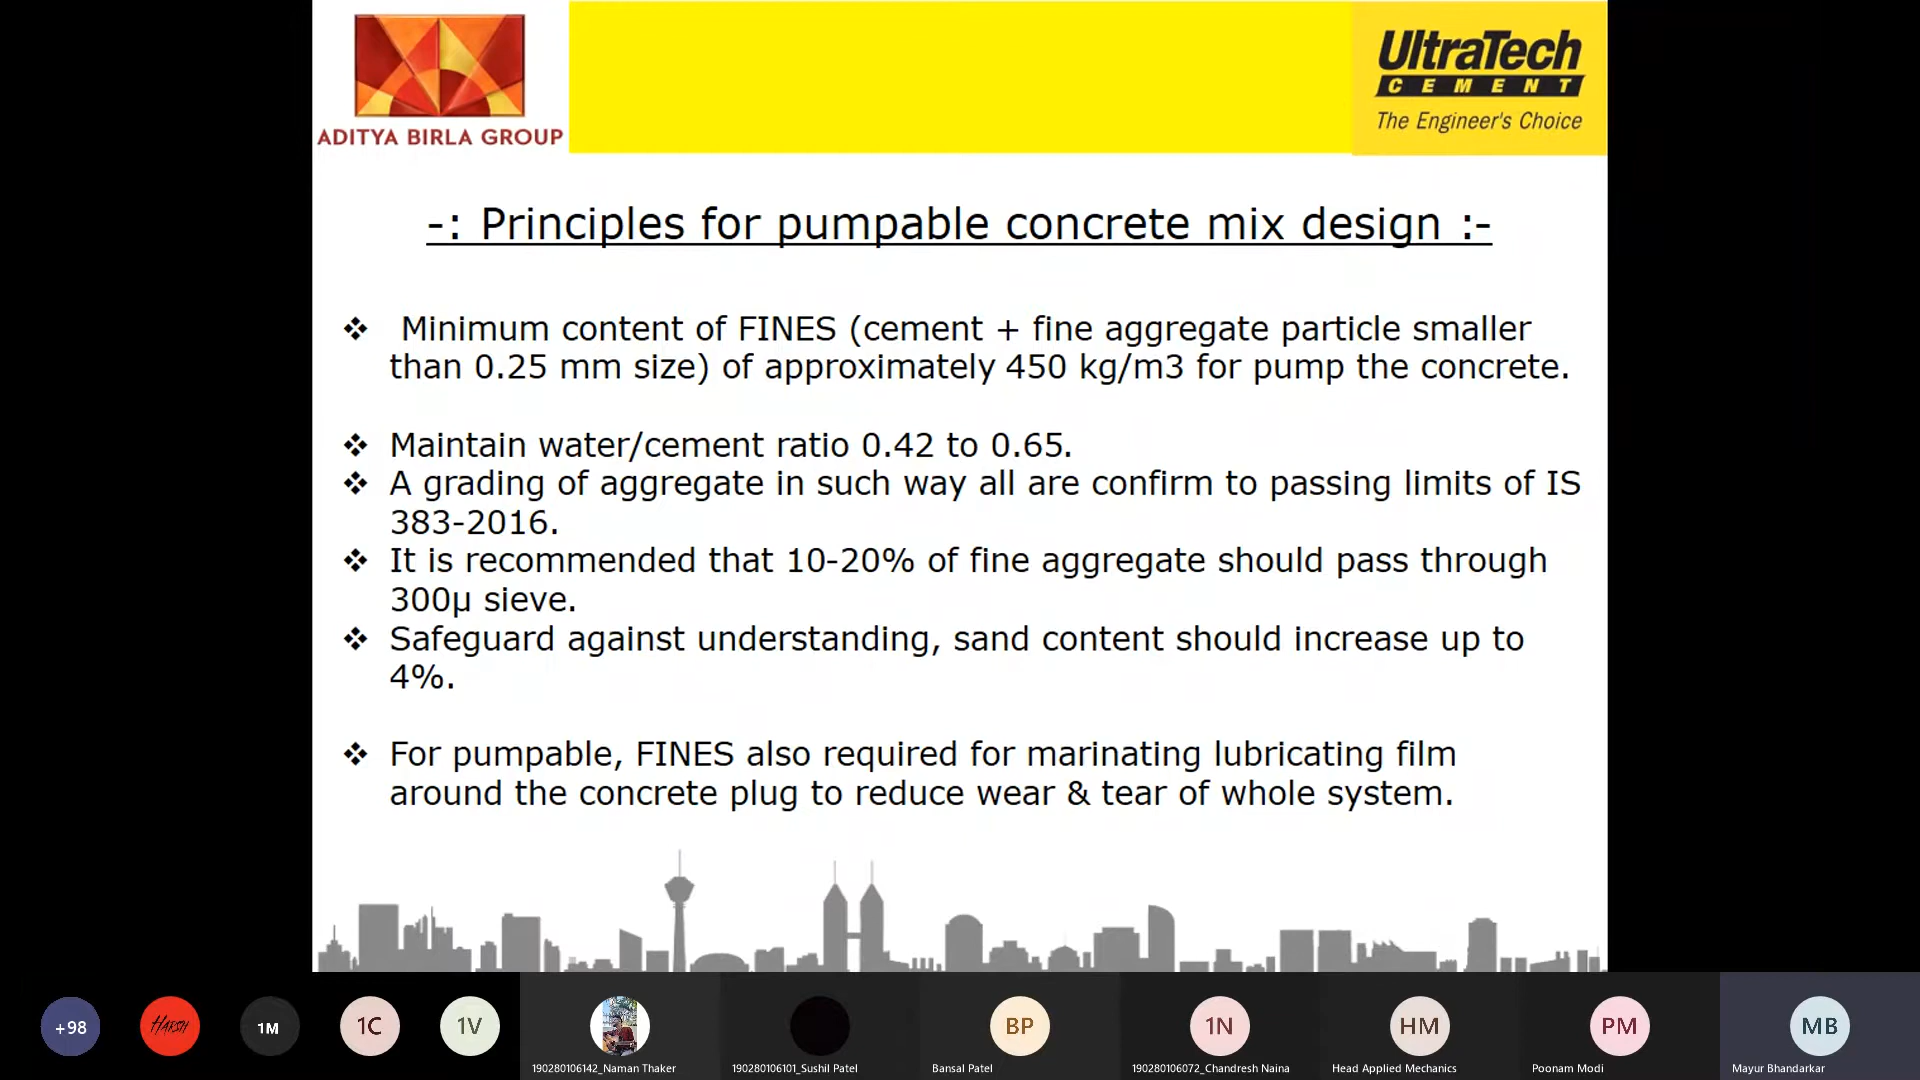 ADITYA BIRLA GROUP
UltraTech
CEMENT
The Engineer's Choice
-: Principles for pumpable concrete mix design :-
❖ Minimum content of FINES (cement + fine aggregate particle smaller
than 0.25 mm size) of approximately 450 kg/m3 for pump the concrete.
❖ Maintain water/cement ratio 0.42 to 0.65.
❖ A grading of aggregate in such way all are confirm to passing limits of IS
383-2016.
❖ It is recommended that 10-20% of fine aggregate should pass through
300µ sieve.
❖ Safeguard against understanding, sand content should increase up to
4%.
❖ For pumpable, FINES also required for marinating lubricating film
around the concrete plug to reduce wear & tear of whole system.
+98
HARSH
1M
1C
1V
BP
1N
HM
PM
MB
190280106142_Naman Thaker
190280106101_Sushil Patel
Bansal Patel
190280106072_Chandresh Naina
Head Applied Mechanics
Poonam Modi
Mayur Bhandarkar